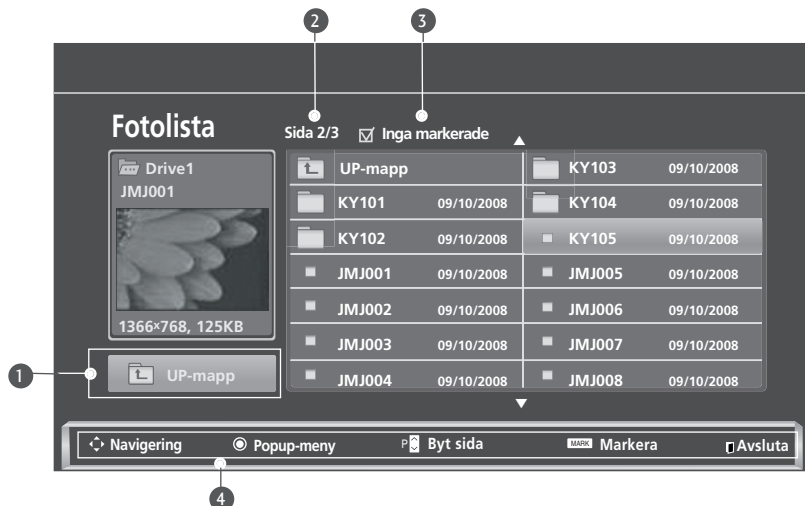 2 3
Fotolista
Sida 2/3 Inga markerade
Drive1
JMJ001
1366x768, 125KB
1
UP-mapp
UP-mapp
KY101 09/10/2008
KY102 09/10/2008
JMJ001 09/10/2008
JMJ002 09/10/2008
JMJ003 09/10/2008
JMJ004 09/10/2008
KY103 09/10/2008
KY104 09/10/2008
KY105 09/10/2008
JMJ005 09/10/2008
JMJ006 09/10/2008
JMJ007 09/10/2008
JMJ008 09/10/2008
Navigering Popup-meny P Byt sida MARK Markera Avsluta
4